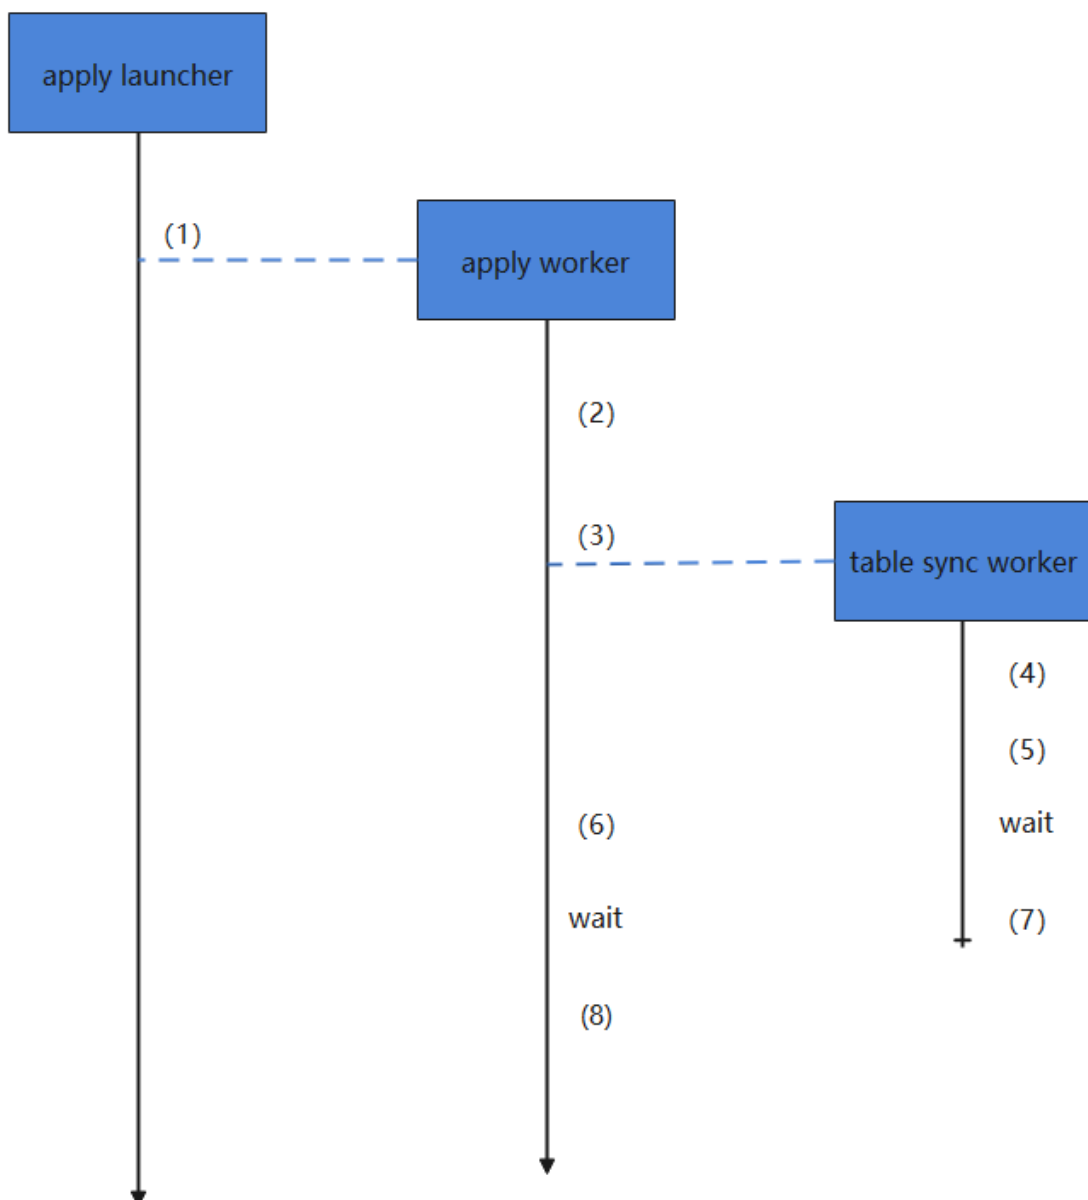 apply launcher
(1)
apply worker
(2)
(3)
table sync worker
(4)
(5)
wait
(6)
wait
(7)
(8)